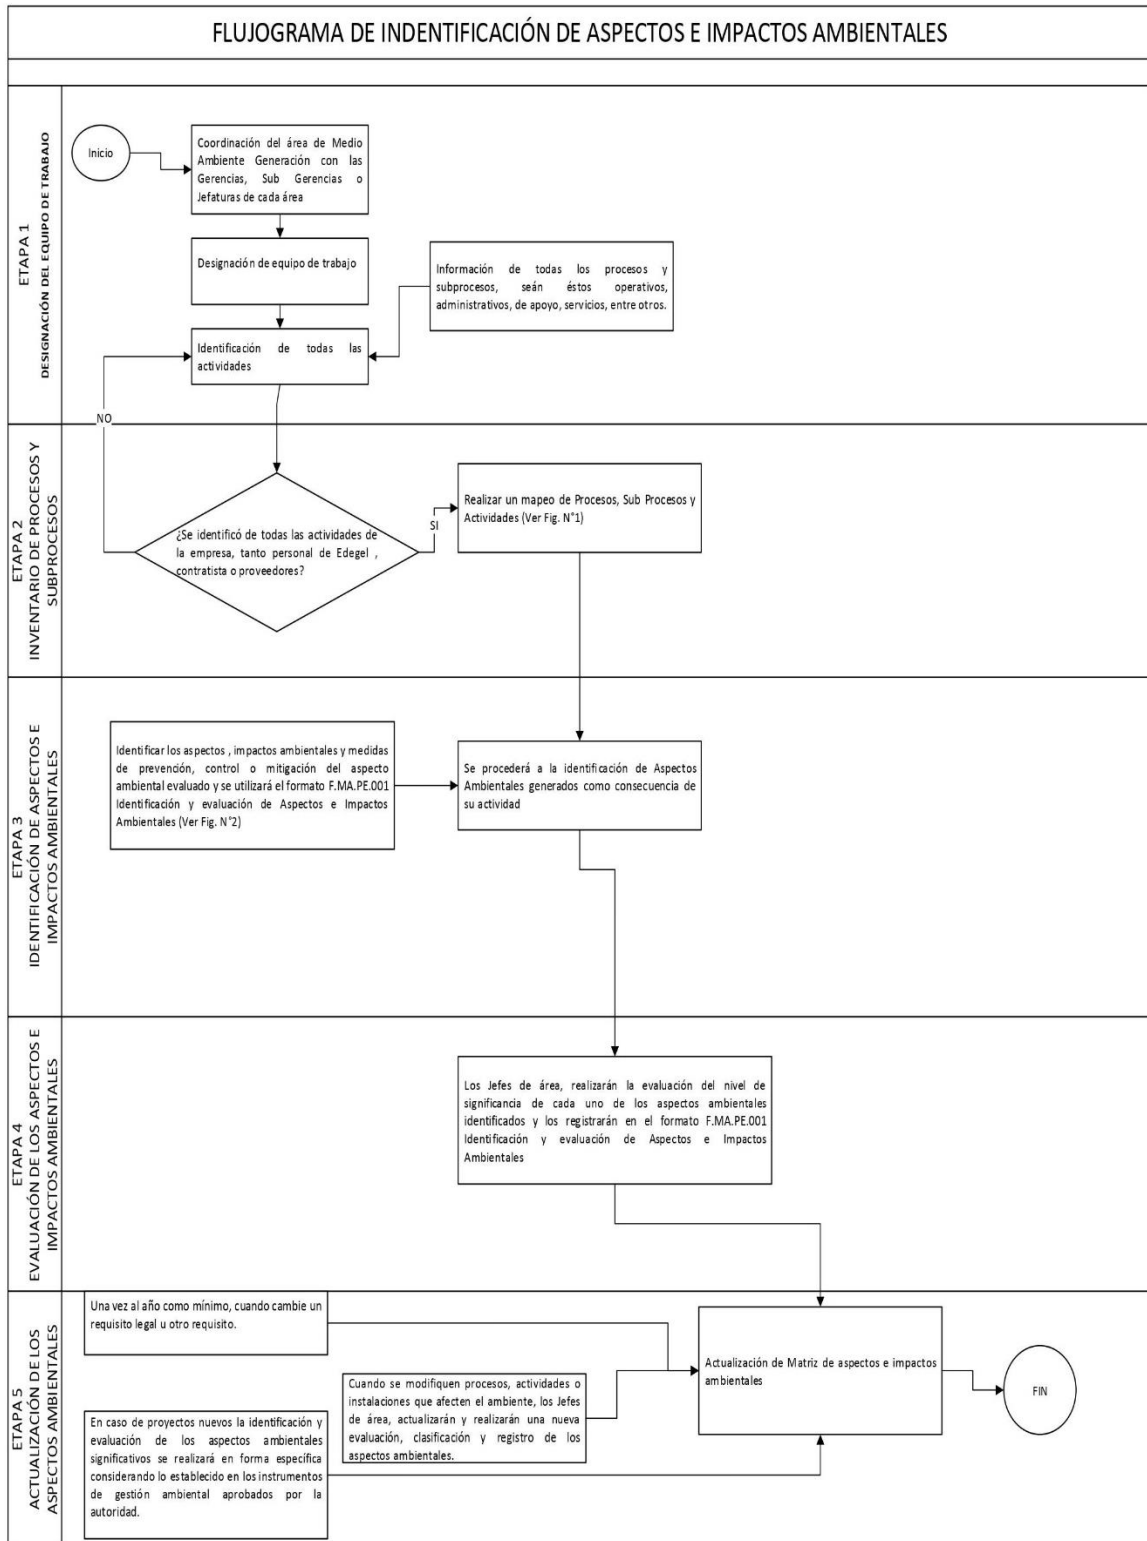 FLUJOGRAMA DE INDENTIFICACIÓN DE ASPECTOS E IMPACTOS AMBIENTALES
ETAPA 1
DESIGNACIÓN DEL EQUIPO DE TRABAJO
Inicio
Coordinación del área de Medio
Ambiente Generación con las
Gerencias, Sub Gerencias o
Jefaturas de cada área
Designación de equipo de trabajo
Información de todas los procesos y
subprocesos, seán éstos operativos,
administrativos, de apoyo, servicios, entre otros.
Identificación de todas las
actividades
NO
ETAPA 2
INVENTARIO DE PROCESOS Y
SUBPROCESOS
¿Se identificó de todas las actividades de
la empresa, tanto personal de Edegel ,
contratista o proveedores?
SI
Realizar un mapeo de Procesos, Sub Procesos y
Actividades (Ver Fig. N°1)
ETAPA 3
IDENTIFICACIÓN DE ASPECTOS E
IMPACTOS AMBIENTALES
Identificar los aspectos , impactos ambientales y medidas
de prevención, control o mitigación del aspecto
ambiental evaluado y se utilizará el formato F.MA.PE.001
Identificación y evaluación de Aspectos e Impactos
Ambientales (Ver Fig. N°2)
Se procederá a la identificación de Aspectos
Ambientales generados como consecuencia de
su actividad
ETAPA 4
EVALUACIÓN DE LOS ASPECTOS E
IMPACTOS AMBIENTALES
Los Jefes de área, realizarán la evaluación del nivel de
significancia de cada uno de los aspectos ambientales
identificados y los registrarán en el formato F.MA.PE.001
Identificación y evaluación de Aspectos e Impactos
Ambientales
ETAPA 5
ACTUALIZACIÓN DE LOS
ASPECTOS AMBIENTALES
Una vez al año como mínimo, cuando cambie un
requisito legal u otro requisito.
Cuando se modifiquen procesos, actividades o
instalaciones que afecten el ambiente, los Jefes
de área, actualizarán y realizarán una nueva
evaluación, clasificación y registro de los
aspectos ambientales.
En caso de proyectos nuevos la identificación y
evaluación de los aspectos ambientales
significativos se realizará en forma específica
considerando lo establecido en los instrumentos
de gestión ambiental aprobados por la
autoridad.
Actualización de Matriz de aspectos e impactos
ambientales
FIN